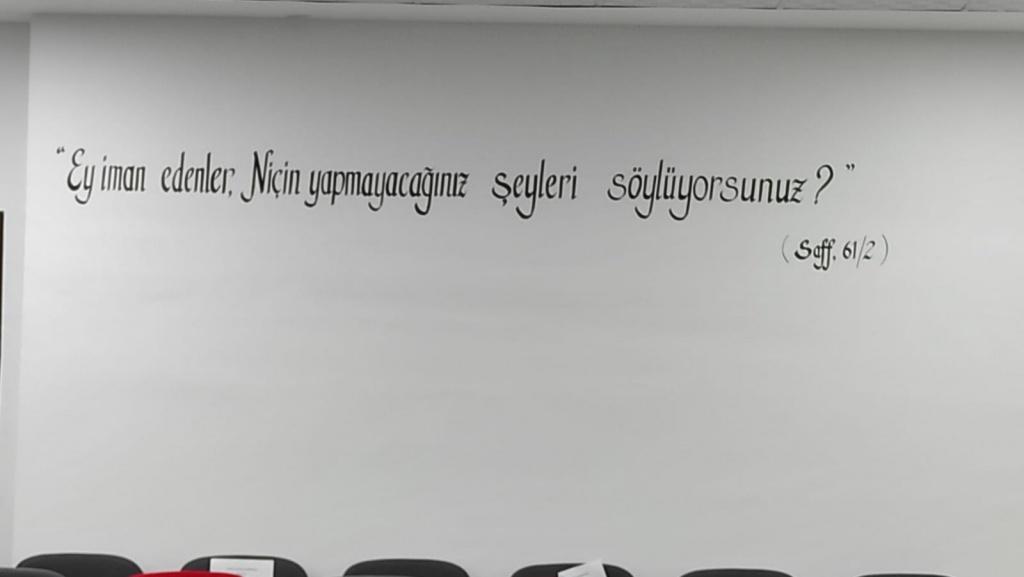 “Ey iman edenler, Niçin yapmayacağınız şeyleri söylüyorsunuz?”
(Saff, 61/2)